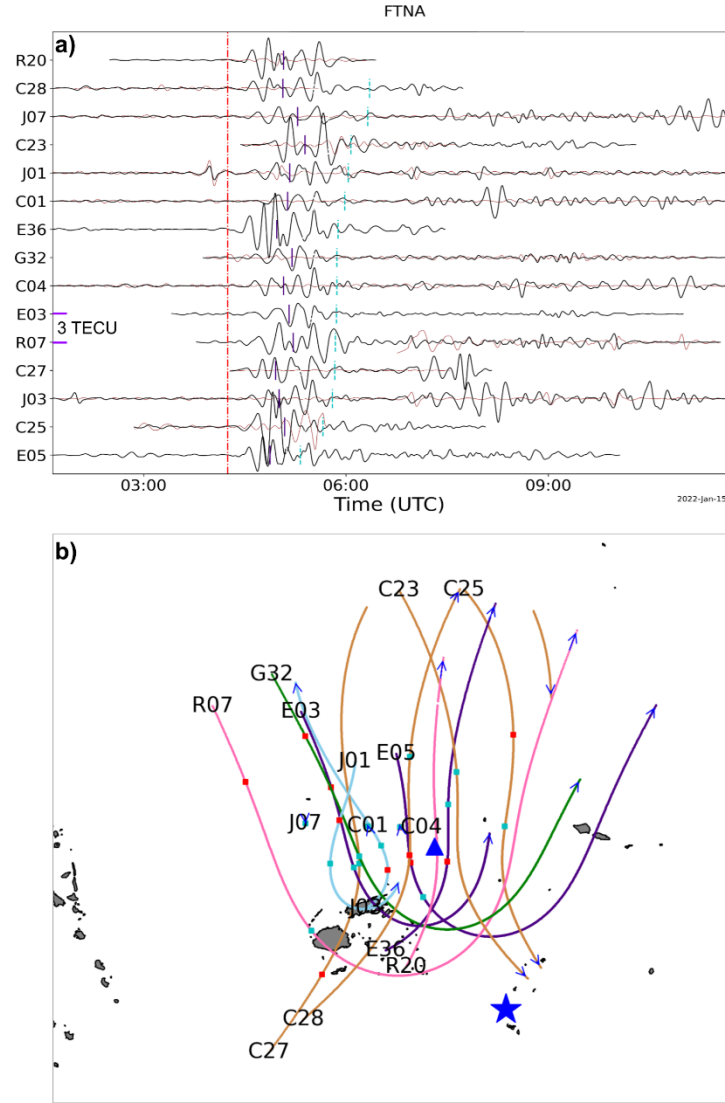 FTNA
a)
R20
C28
J07
C23
J01
C01
E36
G32
C04
E03
3 TECU
R07
C27
J03
C25
E05
03:00
06:00
09:00
Time (UTC)
2022-Jan-15
b)
C23
C25
G32
E03
R07
J01
E05
J07
C01
C04
J03
E36
R20
C28
C27